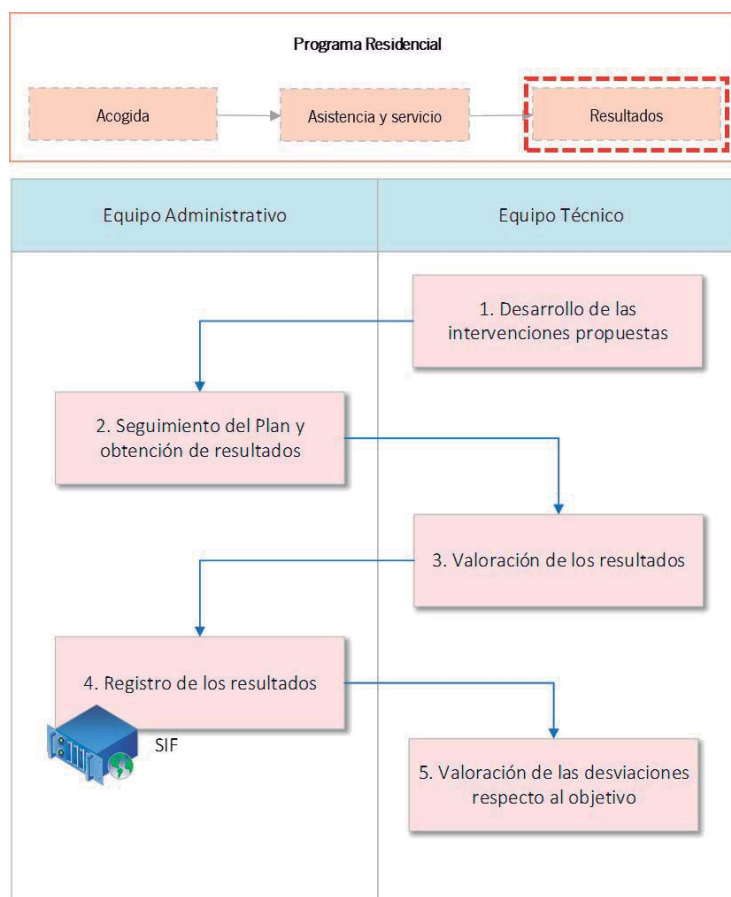 Programa Residencial
Acogida
Asistencia y servicio
Resultados
Equipo Administrativo
Equipo Técnico
1. Desarrollo de las
intervenciones propuestas
2. Seguimiento del Plan y
obtención de resultados
3. Valoración de los resultados
4. Registro de los resultados
SIF
5. Valoración de las desviaciones
respecto al objetivo